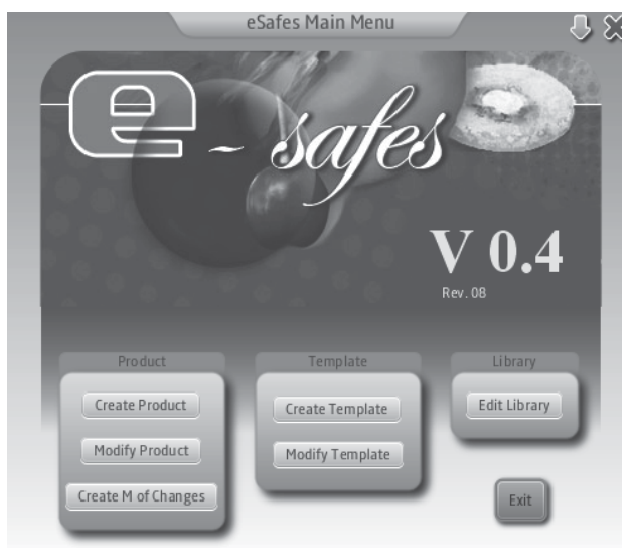 eSafes Main Menu
e - safes
V 0.4
Rev. 08
Product
Template
Library
Create Product
Create Template
Edit Library
Modify Product
Modify Template
Create M of Changes
Exit